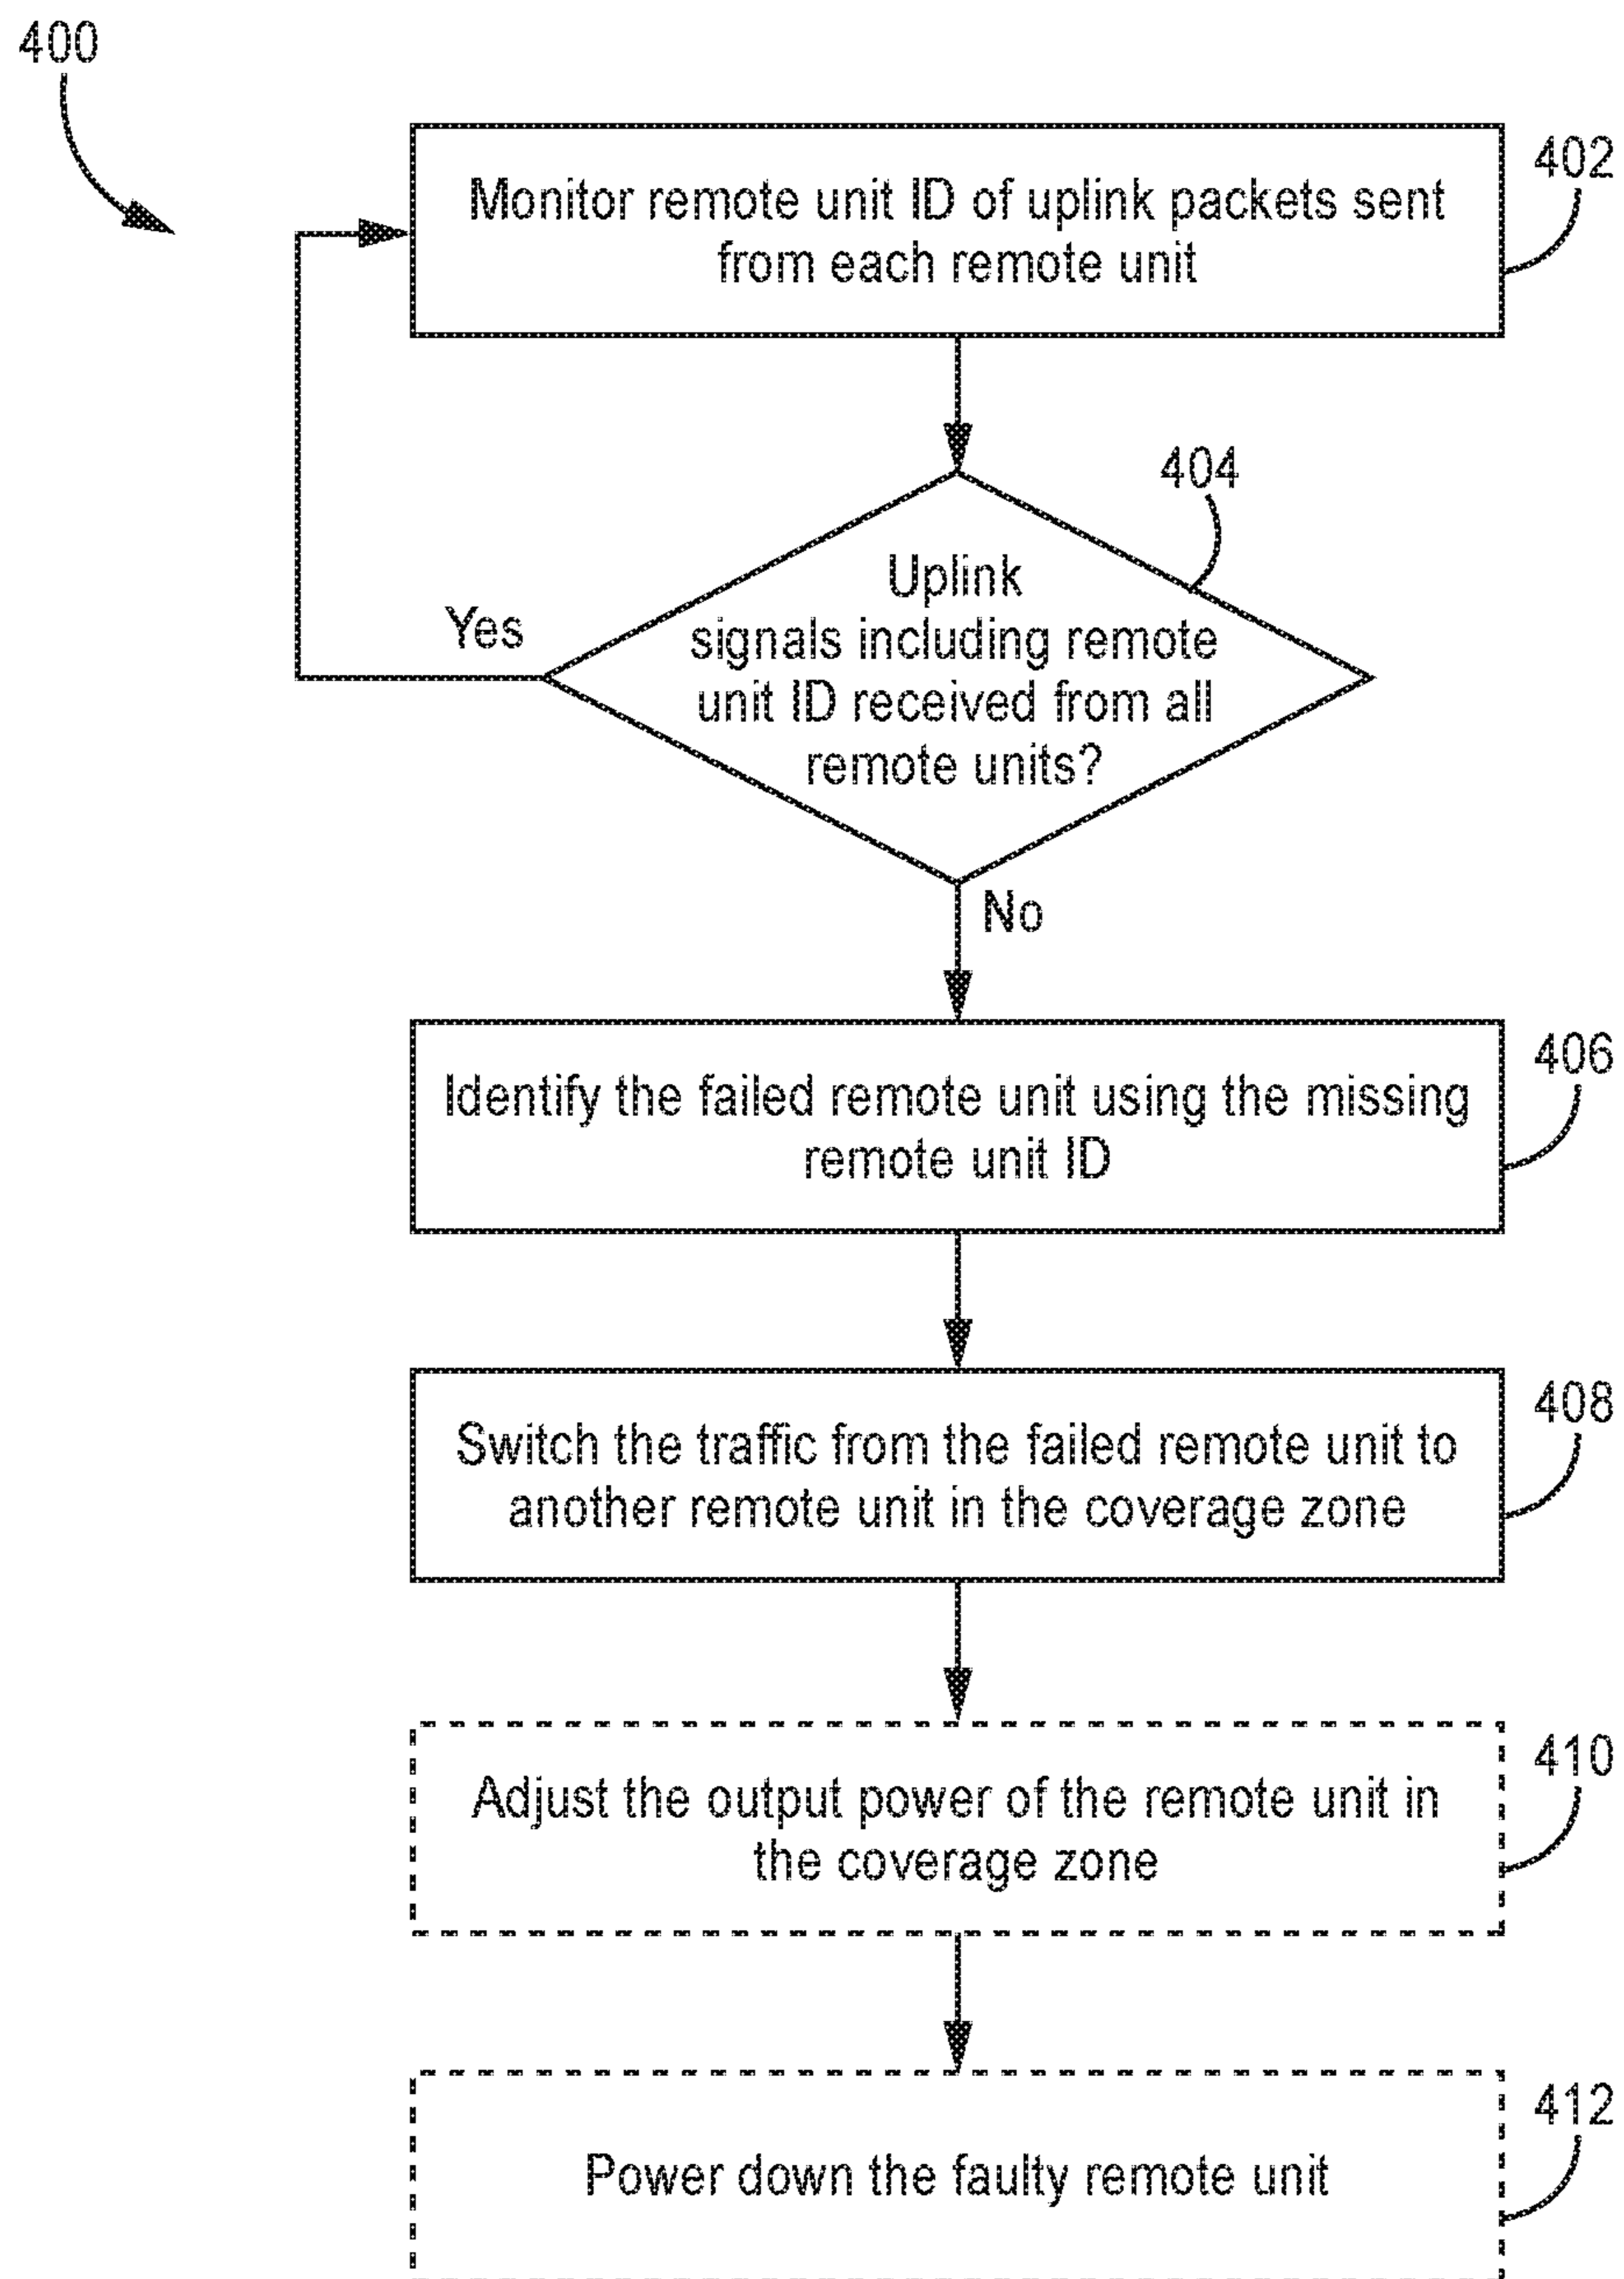 400
402
Monitor remote unit ID of uplink packets sent
from each remote unit
404
Uplink
signals including remote
unit ID received from all
remote units?
Yes
No
406
Identify the failed remote unit using the missing
remote unit ID
408
Switch the traffic from the failed remote unit to
another remote unit in the coverage zone
410
Adjust the output power of the remote unit in
the coverage zone
412
Power down the faulty remote unit